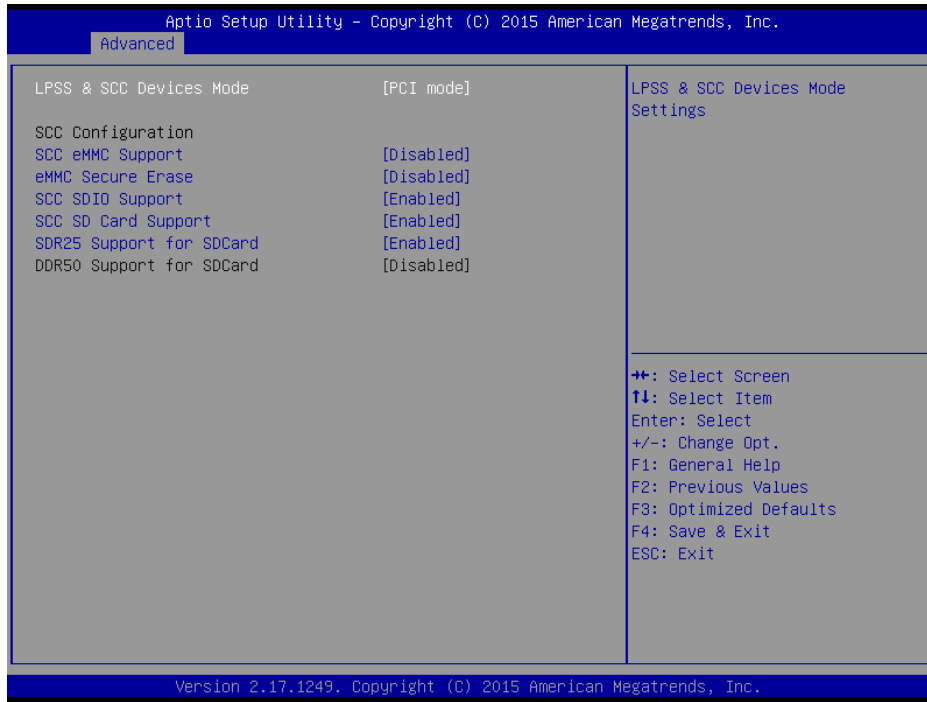 Aptio Setup Utility – Copyright (C) 2015 American Megatrends, Inc.
Advanced
LPSS & SCC Devices Mode [PCI mode]
SCC Configuration
SCC eMMC Support [Disabled]
eMMC Secure Erase [Disabled]
SCC SDIO Support [Enabled]
SCC SD Card Support [Enabled]
SDR25 Support for SDCard [Enabled]
DDR50 Support for SDCard [Disabled]
LPSS & SCC Devices Mode
Settings
→←: Select Screen
↑↓: Select Item
Enter: Select
+/-: Change Opt.
F1: General Help
F2: Previous Values
F3: Optimized Defaults
F4: Save & Exit
ESC: Exit
Version 2.17.1249. Copyright (C) 2015 American Megatrends, Inc.